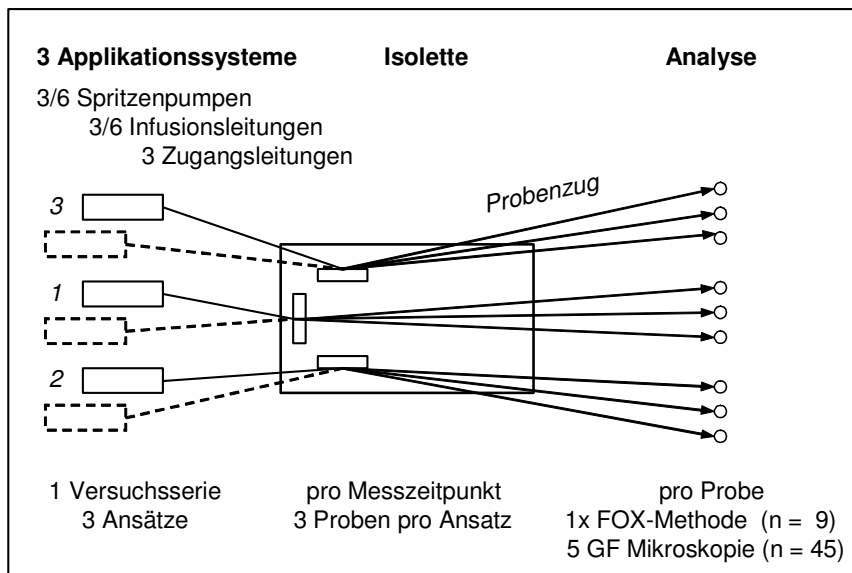 3 Applikationssysteme Isolette Analyse
3/6 Spritzenpumpen
3/6 Infusionsleitungen
3 Zugangsleitungen
Probenzug
3
1
2
1 Versuchsserie pro Messzeitpunkt pro Probe
3 Ansätze 3 Proben pro Ansatz 1x FOX-Methode (n = 9)
5 GF Mikroskopie (n = 45)